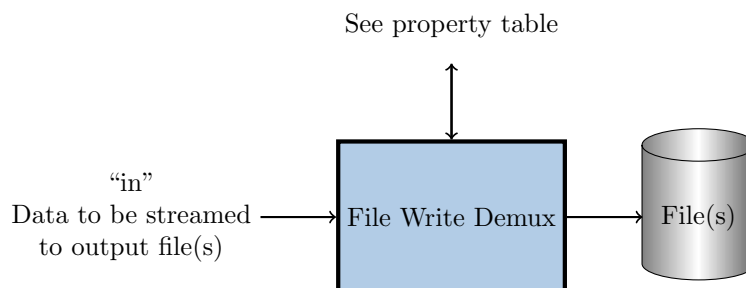 See property table
“in”
Data to be streamed
to output file(s)
File Write Demux
File(s)